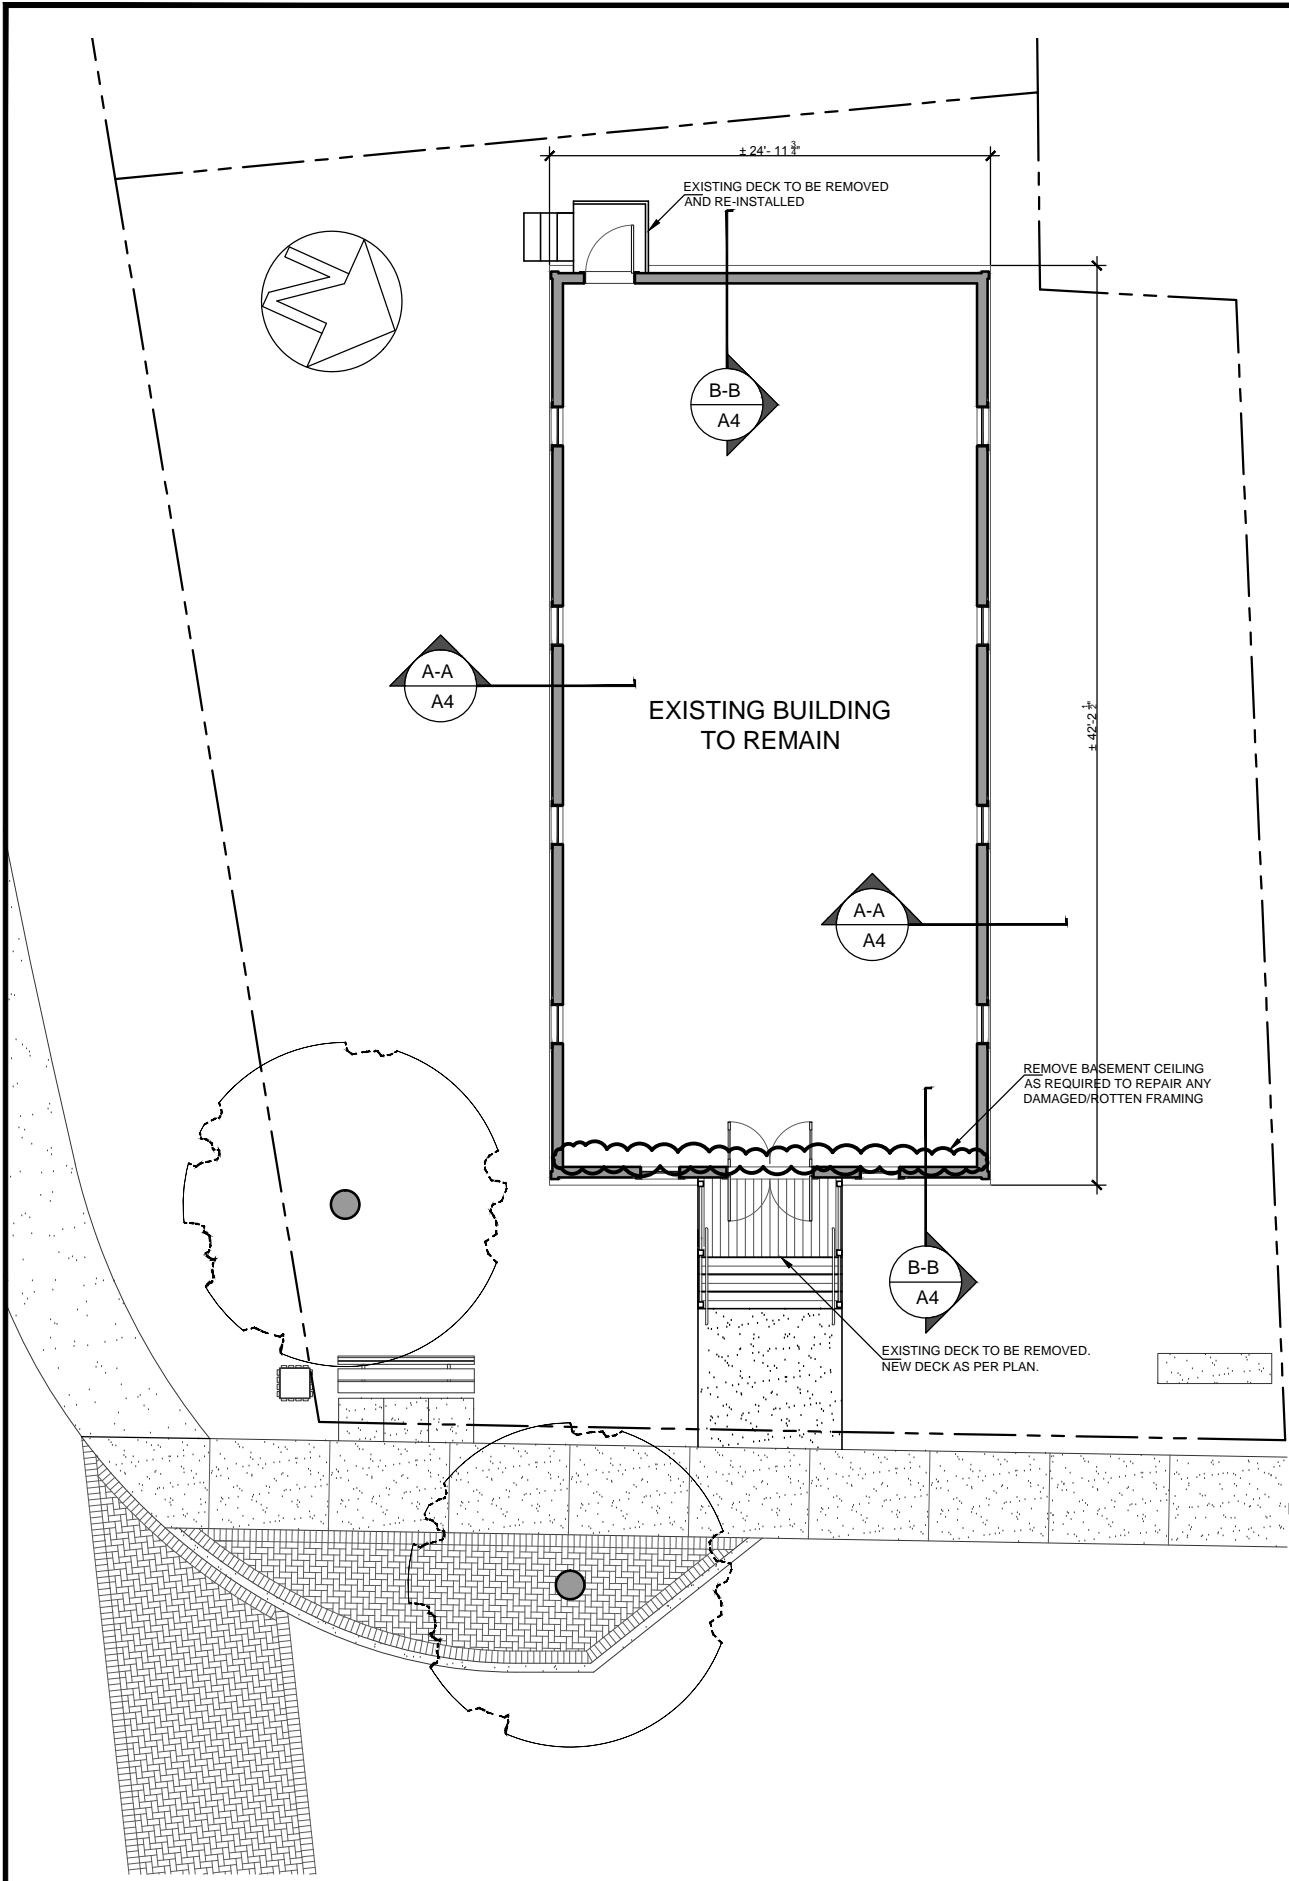 ± 24'- 11 3/4"
EXISTING DECK TO BE REMOVED
AND RE-INSTALLED
N
B-B
A4
A-A
A4
EXISTING BUILDING
TO REMAIN
± 42'-2 1/2"
A-A
A4
REMOVE BASEMENT CEILING
AS REQUIRED TO REPAIR ANY
DAMAGED/ROTTEN FRAMING
B-B
A4
EXISTING DECK TO BE REMOVED.
NEW DECK AS PER PLAN.